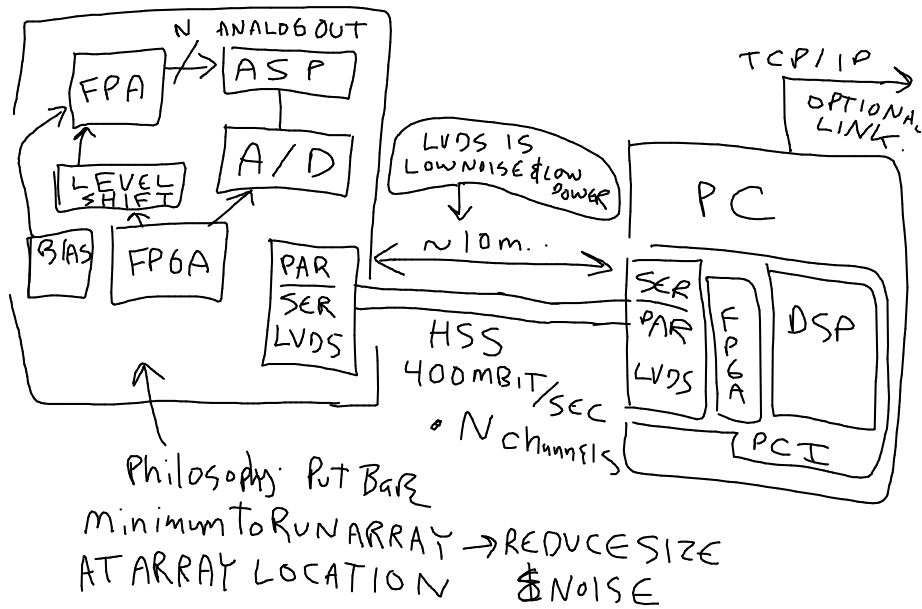 N ANALOG OUT
FPA
ASP
A/D
LEVEL
SHIFT
BIAS
FPGA
PAR
SER
LVDS
LVDS IS
LOW NOISE & LOW
POWER
~10m..
HSS
400MBIT/SEC
• N channels
TCP/IP
OPTIONAL
LINK.
PC
SER
PAR
LVDS
FPGA
DSP
PCI
Philosophy: Put Bare
minimum To RUN ARRAY → REDUCE SIZE
AT ARRAY LOCATION & NOISE